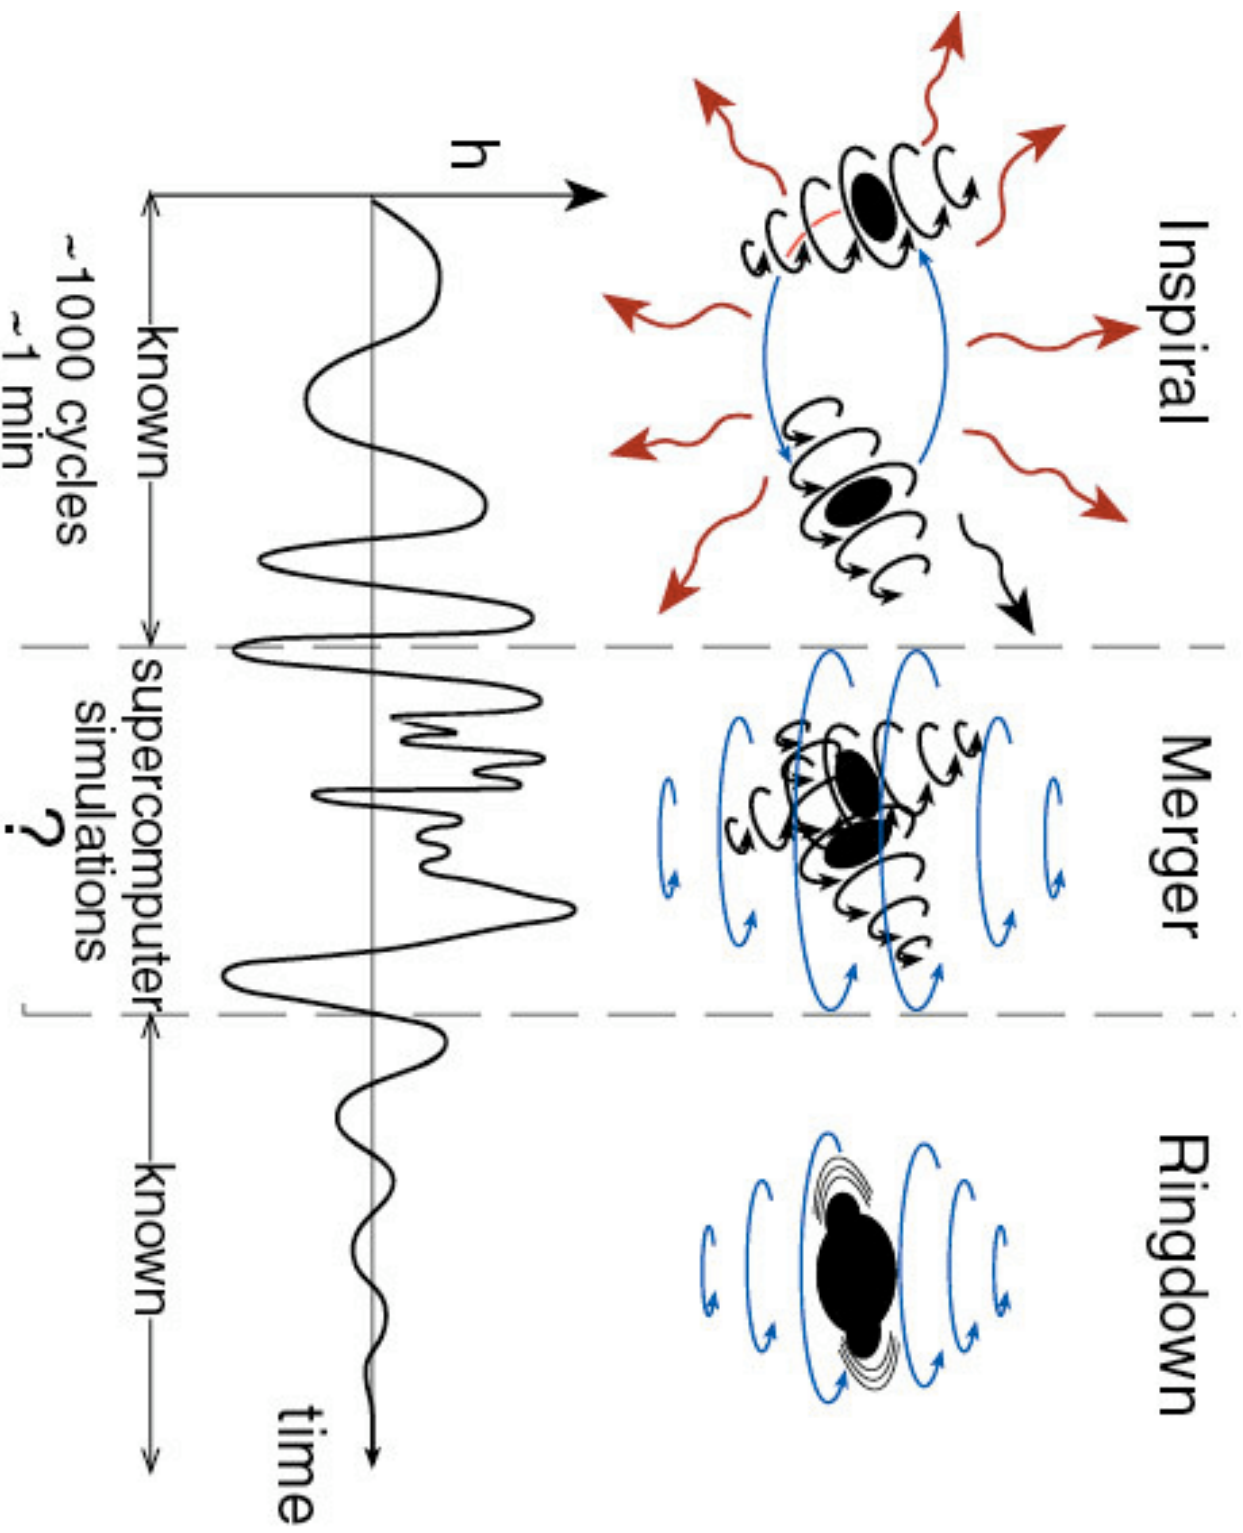 Inspiral
Merger
Ringdown
h
time
known
~1000 cycles
~1 min
supercomputer
simulations
?
known